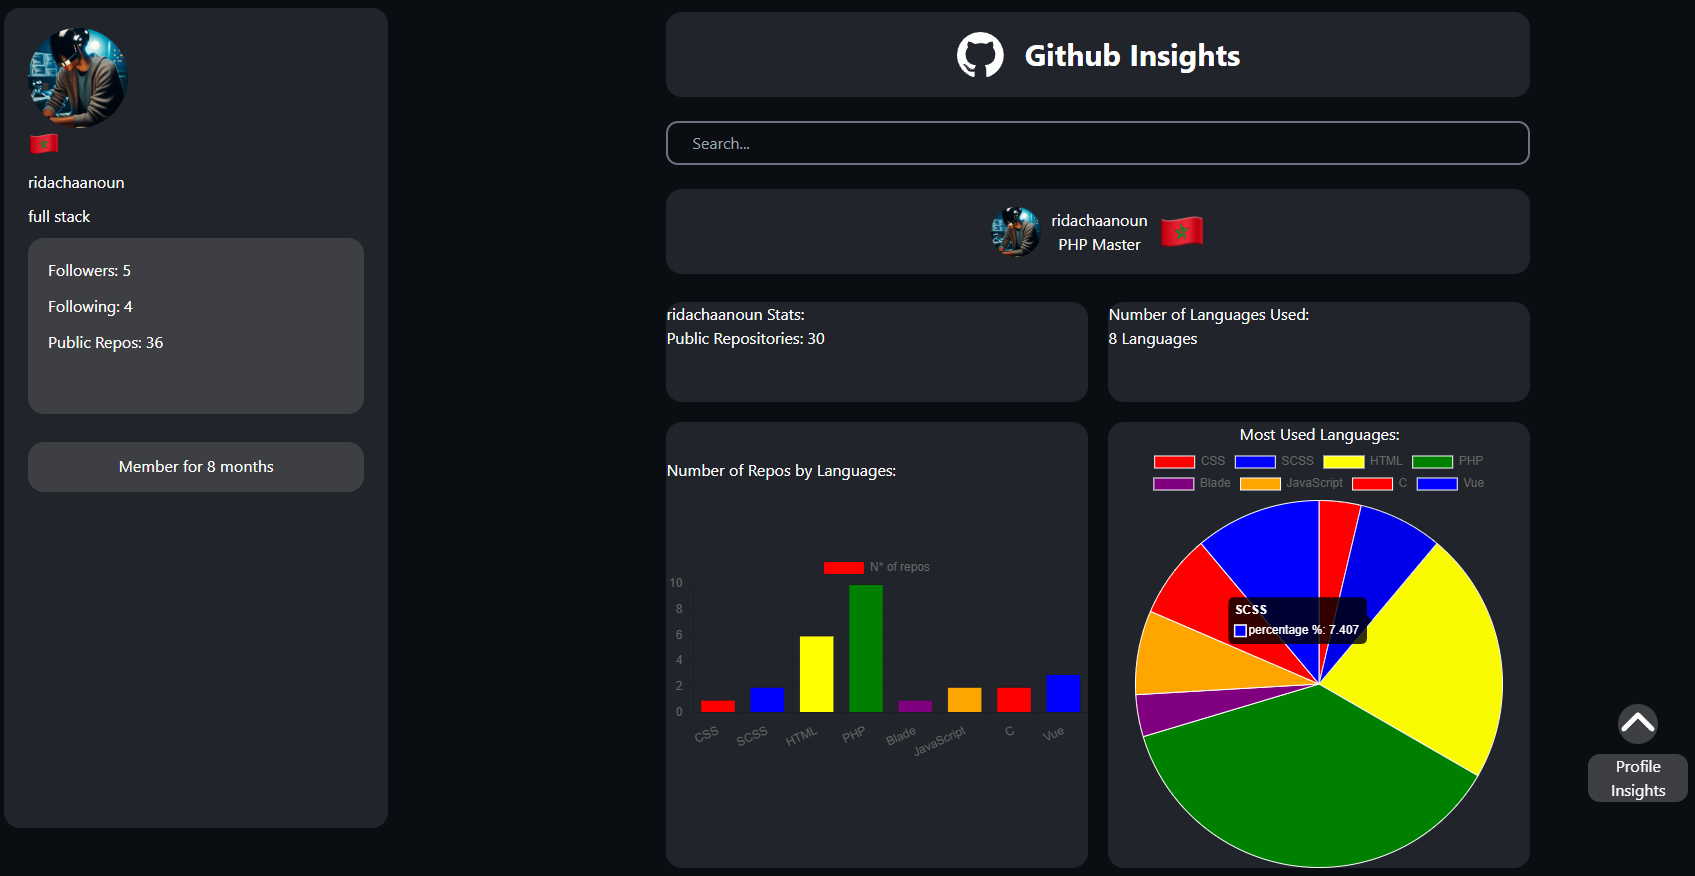 ridachaanoun
full stack
Followers: 5
Following: 4
Public Repos: 36
Member for 8 months
Github Insights
Search...
ridachaanoun
PHP Master
ridachaanoun Stats:
Public Repositories: 30
Number of Languages Used:
8 Languages
Number of Repos by Languages:
N° of repos
10
8
6
4
2
0
CSS SCSS HTML PHP Blade JavaScript C Vue
Most Used Languages:
CSS SCSS HTML PHP
Blade JavaScript C Vue
SCSS
percentage %: 7.407
Profile
Insights